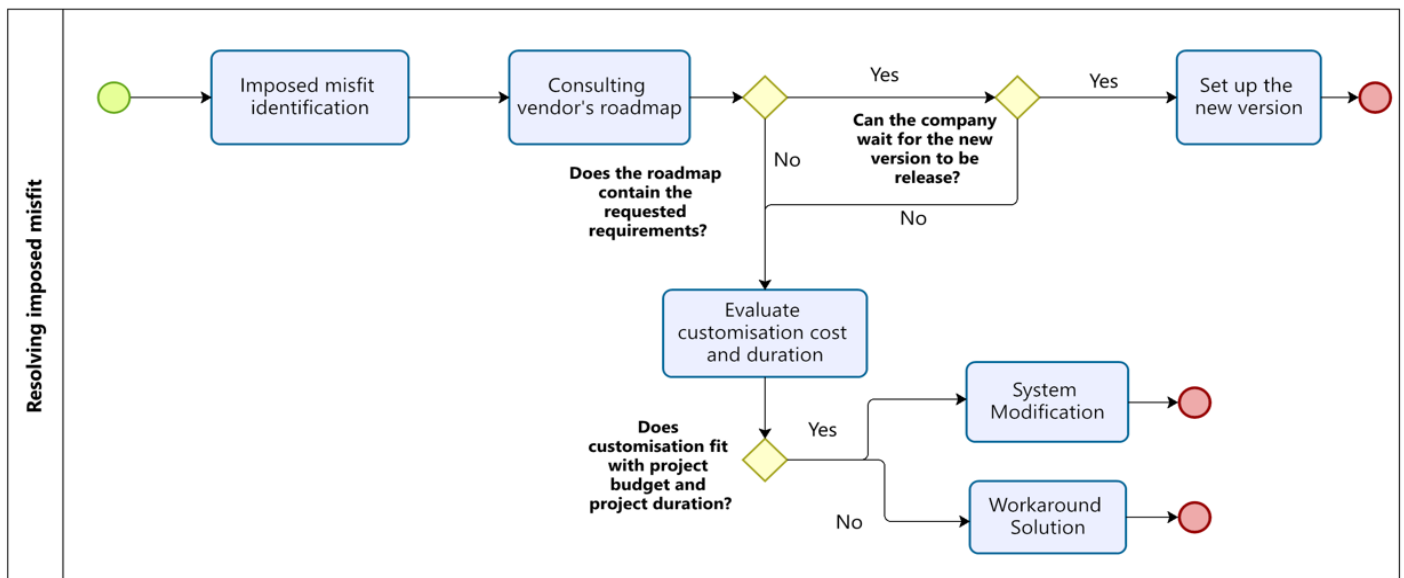 Resolving imposed misfit
Imposed misfit
identification
Consulting
vendor's roadmap
Does the roadmap
contain the
requested
requirements?
Yes
No
Can the company
wait for the new
version to be
release?
Yes
No
Set up the
new version
Evaluate
customisation cost
and duration
Does
customisation fit
with project
budget and
project duration?
Yes
No
System
Modification
Workaround
Solution